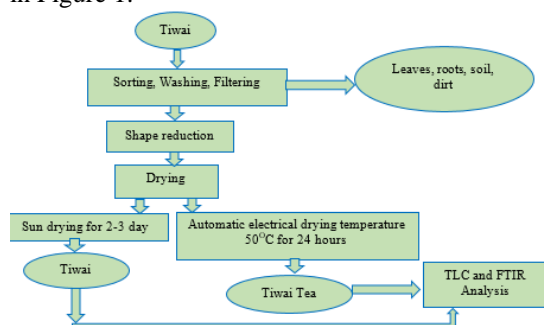 in Figure 1.
Tiwai
Sorting, Washing, Filtering
Leaves, roots, soil,
dirt
Shape reduction
Drying
Sun drying for 2-3 day
Automatic electrical drying temperature
50°C for 24 hours
Tiwai
Tiwai Tea
TLC and FTIR
Analysis